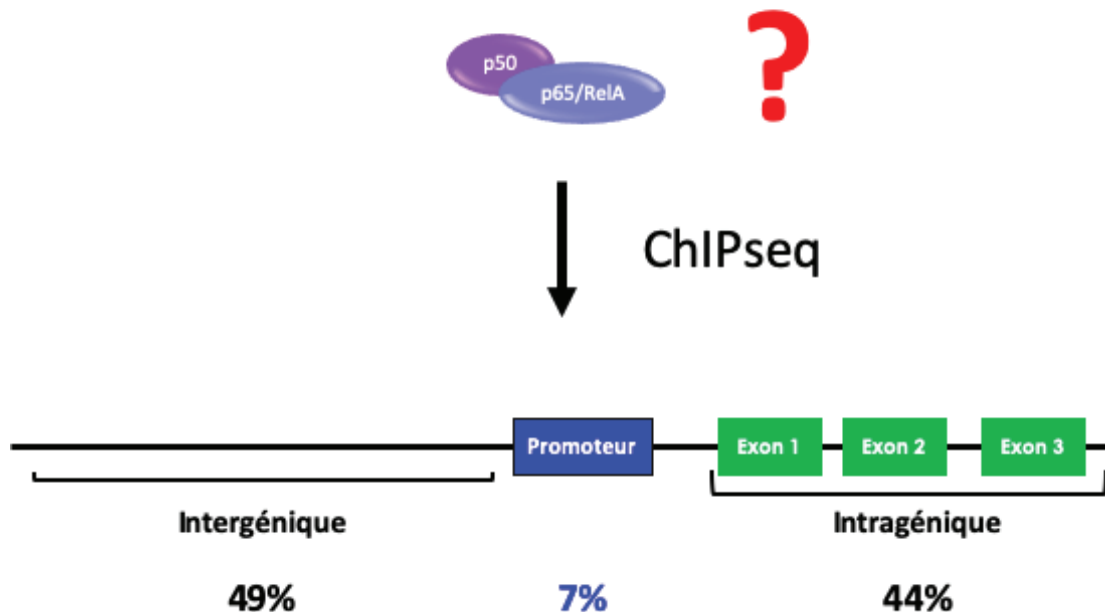 p50
p65/RelA
?
ChIPseq
Promoteur
Exon 1
Exon 2
Exon 3
Intergénique
Intragénique
49%
7%
44%